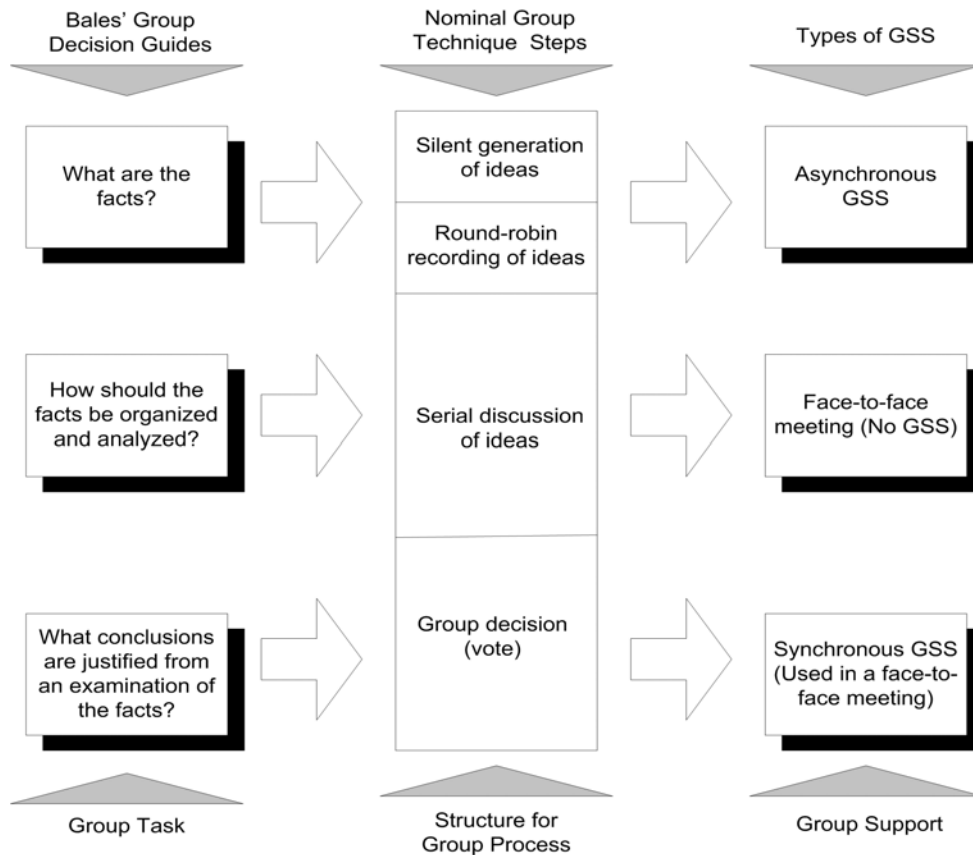 Bales' Group
Decision Guides
Nominal Group
Technique Steps
Types of GSS
What are the
facts?
Silent generation
of ideas
Round-robin
recording of ideas
Asynchronous
GSS
How should the
facts be organized
and analyzed?
Serial discussion
of ideas
Face-to-face
meeting (No GSS)
What conclusions
are justified from
an examination of
the facts?
Group decision
(vote)
Synchronous GSS
(Used in a face-to-
face meeting)
Group Task
Structure for
Group Process
Group Support